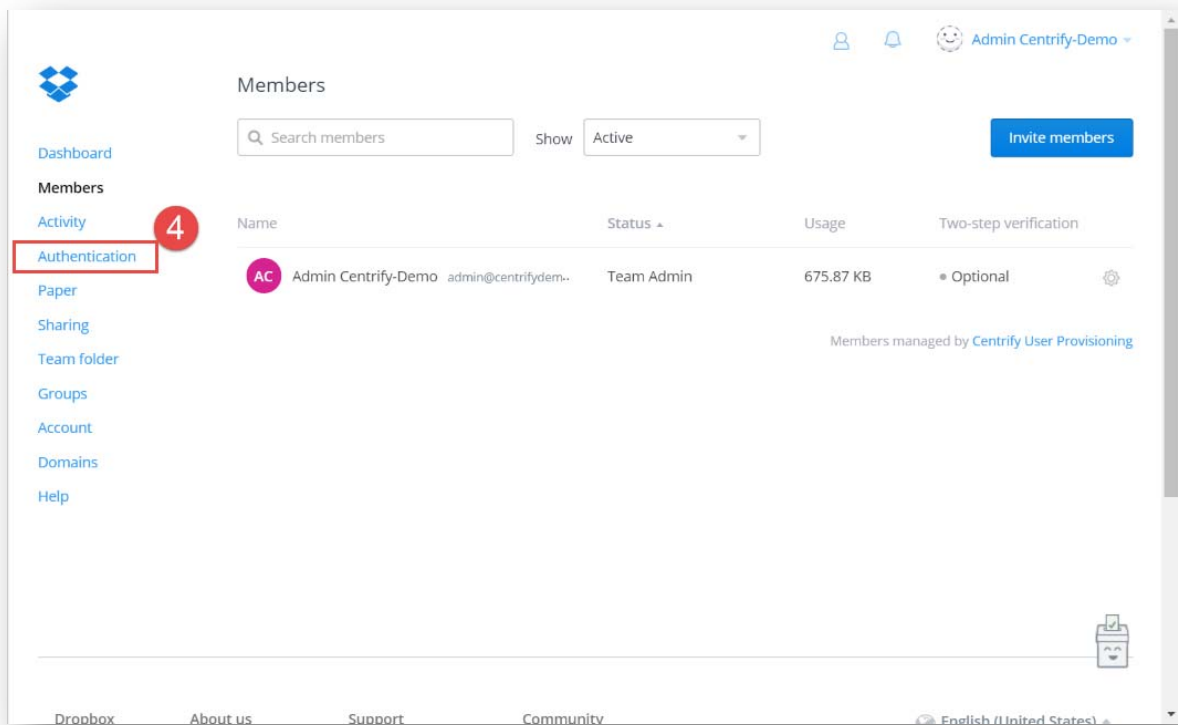 Admin Centrify-Demo
Members
Search members
Show
Active
Invite members
Dashboard
Members
Activity
4
Authentication
Paper
Sharing
Team folder
Groups
Account
Domains
Help
Name Status Usage Two-step verification
AC Admin Centrify-Demo admin@centrifydem.. Team Admin 675.87 KB Optional
Members managed by Centrify User Provisioning
Dropbox About us Support Community English (United States)